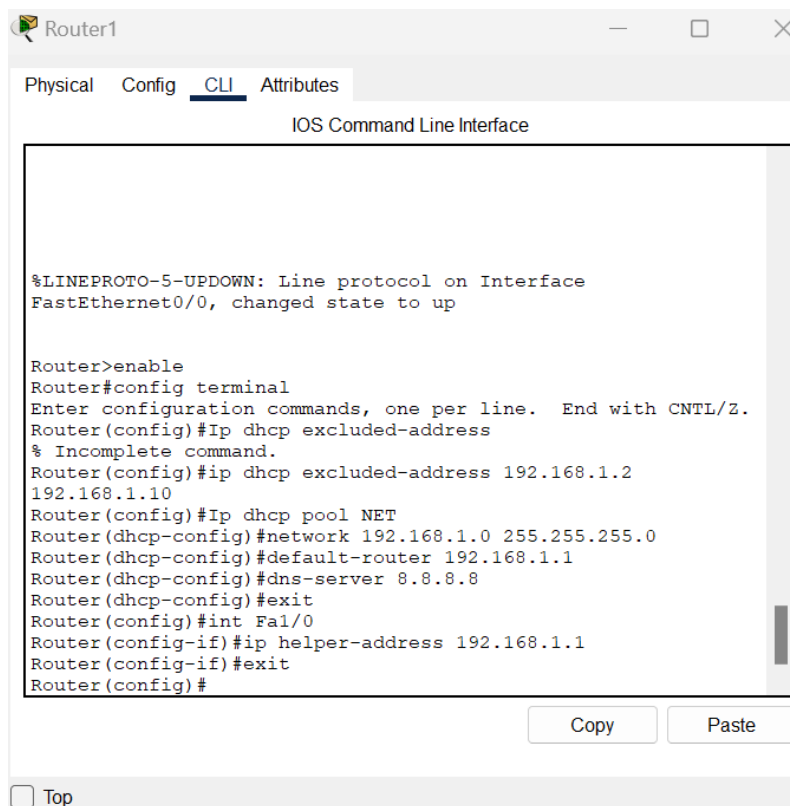 Router1
Physical Config CLI Attributes
IOS Command Line Interface
%LINEPROTO-5-UPDOWN: Line protocol on Interface
FastEthernet0/0, changed state to up
Router>enable
Router#config terminal
Enter configuration commands, one per line.  End with CNTL/Z.
Router(config)#Ip dhcp excluded-address
% Incomplete command.
Router(config)#ip dhcp excluded-address 192.168.1.2
192.168.1.10
Router(config)#Ip dhcp pool NET
Router(dhcp-config)#network 192.168.1.0 255.255.255.0
Router(dhcp-config)#default-router 192.168.1.1
Router(dhcp-config)#dns-server 8.8.8.8
Router(dhcp-config)#exit
Router(config)#int Fa1/0
Router(config-if)#ip helper-address 192.168.1.1
Router(config-if)#exit
Router(config)#
Copy Paste
Top